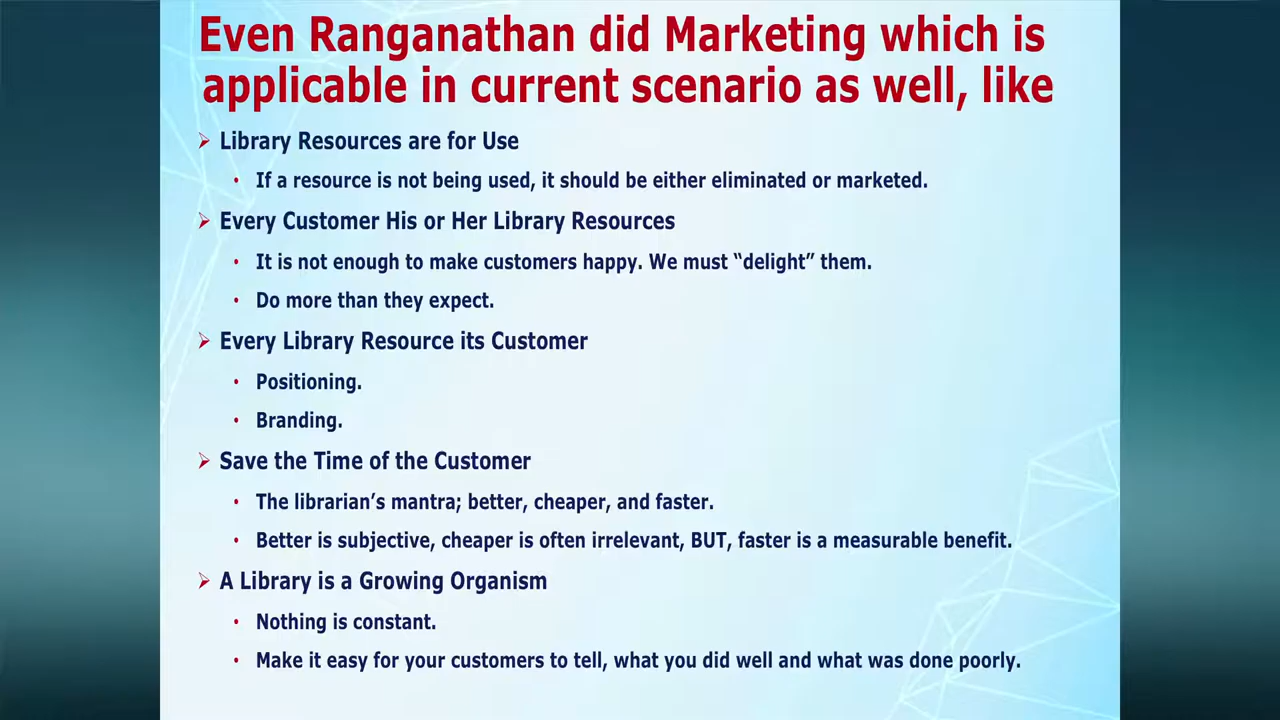 Even Ranganathan did Marketing which is
applicable in current scenario as well, like
Library Resources are for Use
If a resource is not being used, it should be either eliminated or marketed.
Every Customer His or Her Library Resources
It is not enough to make customers happy. We must “delight” them.
Do more than they expect.
Every Library Resource its Customer
Positioning.
Branding.
Save the Time of the Customer
The librarian’s mantra; better, cheaper, and faster.
Better is subjective, cheaper is often irrelevant, BUT, faster is a measurable benefit.
A Library is a Growing Organism
Nothing is constant.
Make it easy for your customers to tell, what you did well and what was done poorly.